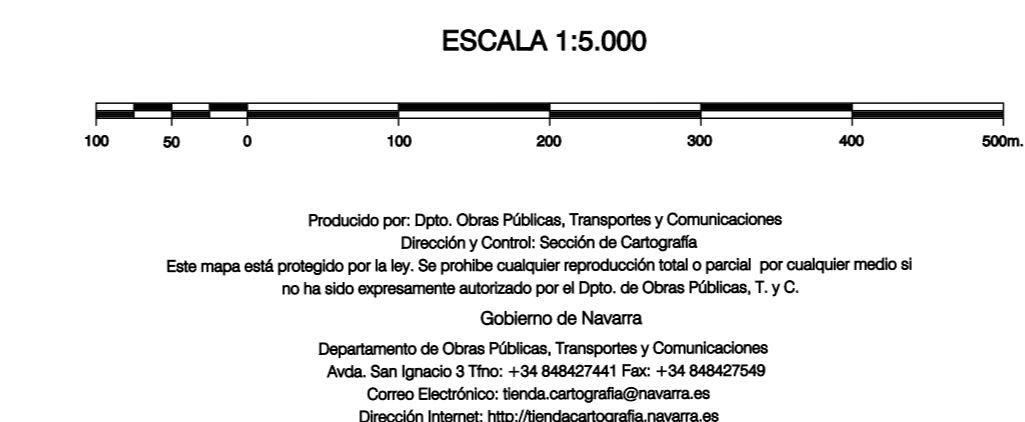 ESCALA 1:5.000
100 50 0 100 200 300 400 500m.
Producido por: Dpto. Obras Públicas, Transportes y Comunicaciones
Dirección y Control: Sección de Cartografía
Este mapa está protegido por la ley. Se prohibe cualquier reproducción total o parcial por cualquier medio si
no ha sido expresamente autorizado por el Dpto. de Obras Públicas, T. y C.
Gobierno de Navarra
Departamento de Obras Públicas, Transportes y Comunicaciones
Avda. San Ignacio 3 Tfno: +34 848427441 Fax: +34 848427549
Correo Electrónico: tienda.cartografia@navarra.es
Dirección Internet: http://tiendacartografia.navarra.es